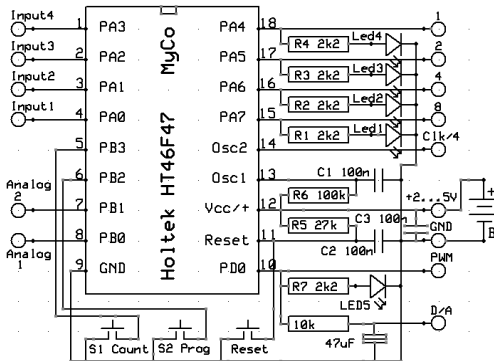 Input4 1 PA3 PA4 18 R4 2k2 Led4 1
Input3 2 PA2 PA5 17 R3 2k2 Led3 2
Input2 3 PA1 PA6 16 R2 2k2 Led2 4
Input1 4 PA0 PA7 15 R1 2k2 Led1 8
5 PB3 Osc2 14 Clk/4
6 PB2 Osc1 13 C1 100n
R6 100k
Analog 2 7 PB1 Vcc/+ 12 +2...5V
R5 27k C3 100n GND
Analog 1 8 PB0 Reset 11 C2 100n
9 GND PD0 10 PWM
R7 2k2 LED5
10k D/A
47uF
MyCo
Holtek HT46F47
S1 Count S2 Prog Reset
+
B